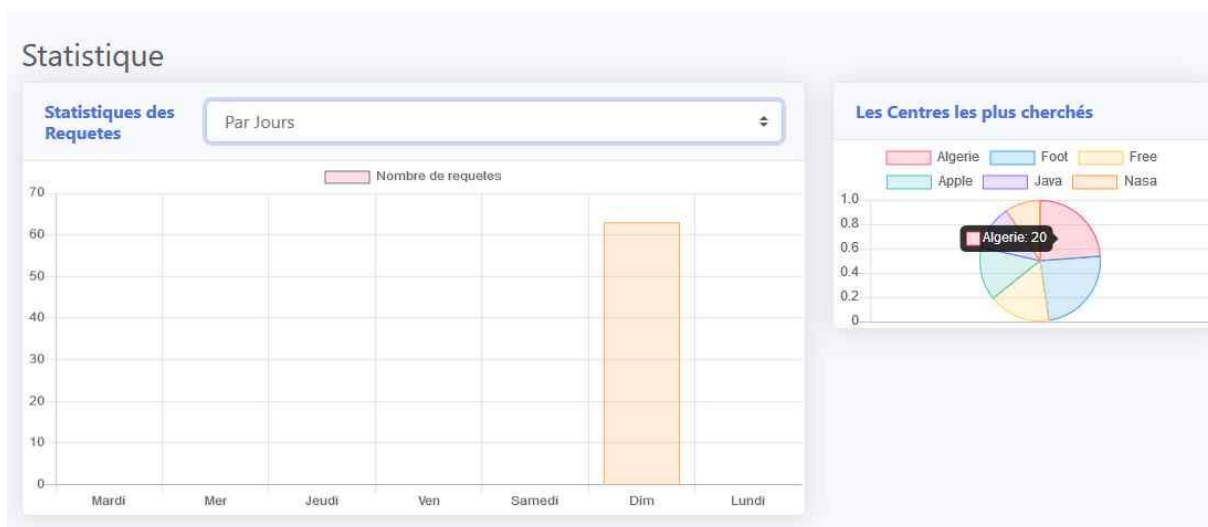 Statistique
Statistiques des
Requetes
Par Jours
Nombre de requetes
70
60
50
40
30
20
10
0
Mardi Mer Jeudi Ven Samedi Dim Lundi
Les Centres les plus cherchés
Algerie Foot Free
Apple Java Nasa
1.0
0.8
0.6
0.4
0.2
0
Algerie: 20